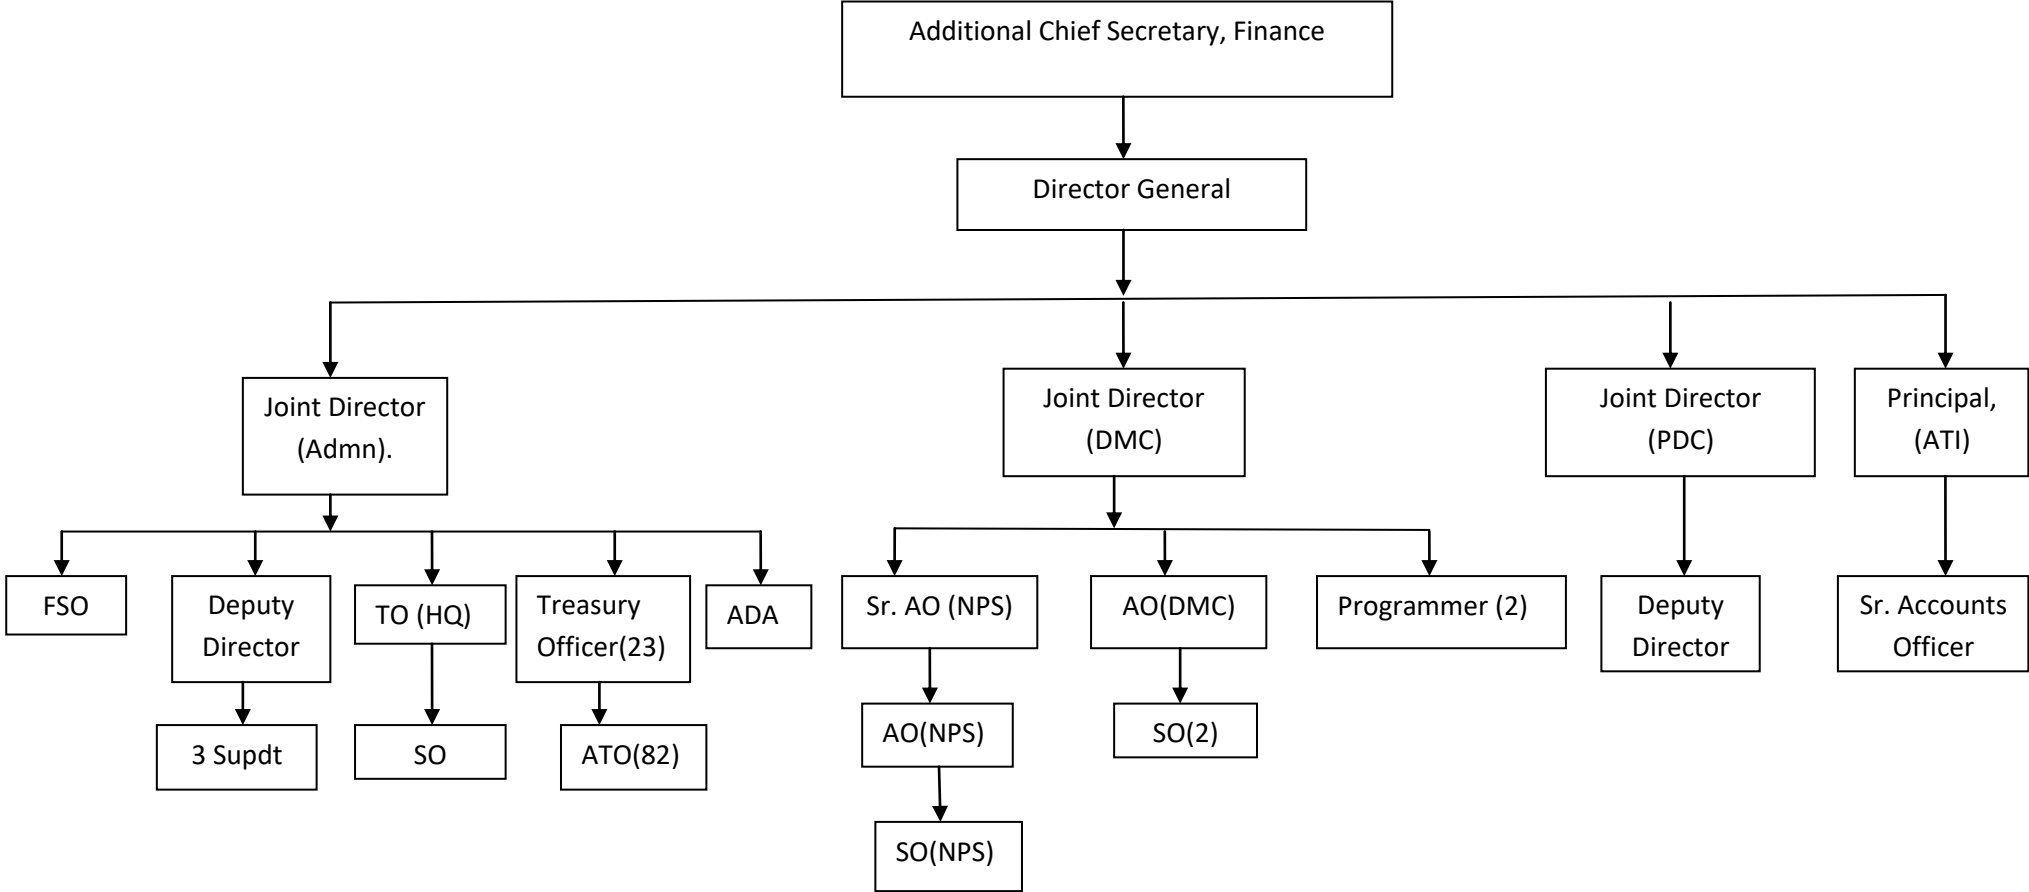 Additional Chief Secretary, Finance
Director General
Joint Director
(Admn).
Joint Director
(DMC)
Joint Director
(PDC)
Principal,
(ATI)
FSO
Deputy
Director
TO (HQ)
Treasury
Officer(23)
ADA
Sr. AO (NPS)
AO(DMC)
Programmer (2)
Deputy
Director
Sr. Accounts
Officer
3 Supdt
SO
ATO(82)
AO(NPS)
SO(2)
SO(NPS)